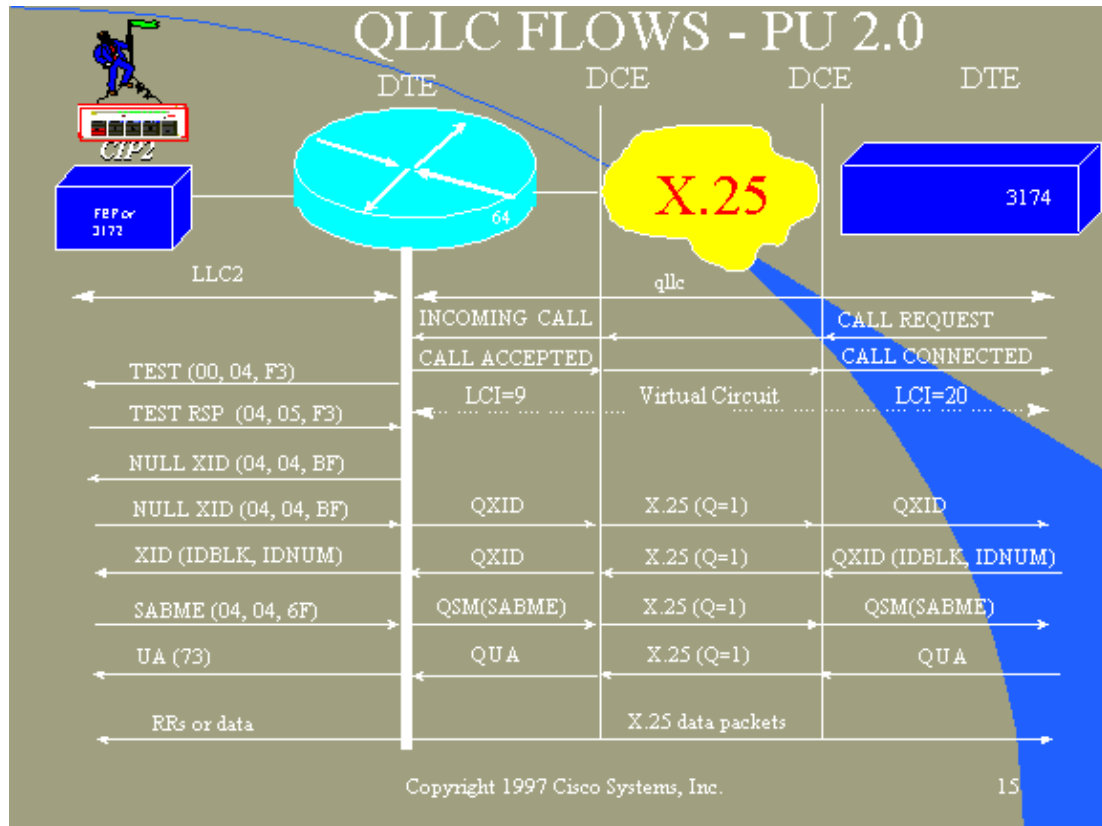 QLLC FLOWS - PU 2.0
DTE DCE DCE DTE
CIP2
FEP or
3172
64
X.25
3174
LLC2 qllc
INCOMING CALL CALL REQUEST
CALL ACCEPTED CALL CONNECTED
TEST (00, 04, F3)
LCI=9 Virtual Circuit LCI=20
TEST RSP (04, 05, F3)
NULL XID (04, 04, BF)
NULL XID (04, 04, BF) QXID X.25 (Q=1) QXID
XID (IDBLK, IDNUM) QXID X.25 (Q=1) QXID (IDBLK, IDNUM)
SABME (04, 04, 6F) QSM(SABME) X.25 (Q=1) QSM(SABME)
UA (73) QUA X.25 (Q=1) QUA
RRs or data X.25 data packets
Copyright 1997 Cisco Systems, Inc. 15